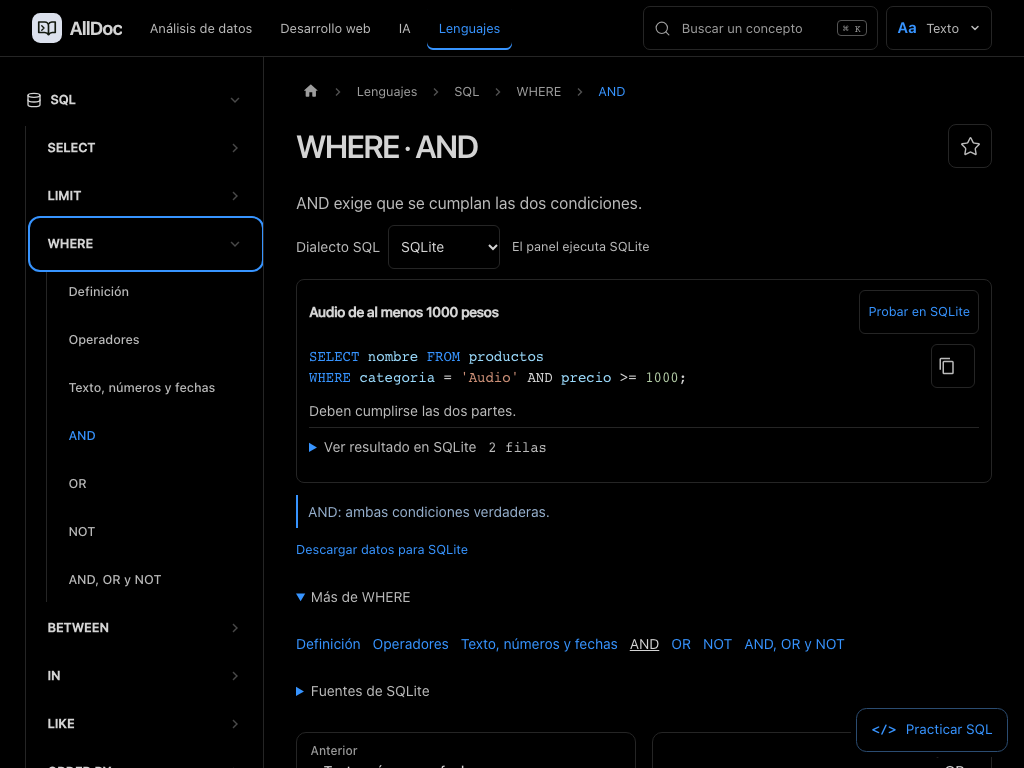 AllDoc
Análisis de datos
Desarrollo web
IA
Lenguajes
Buscar un concepto
⌘ K
Aa Texto
SQL
SELECT
LIMIT
WHERE
Definición
Operadores
Texto, números y fechas
AND
OR
NOT
AND, OR y NOT
BETWEEN
IN
LIKE
Lenguajes > SQL > WHERE > AND
WHERE · AND
AND exige que se cumplan las dos condiciones.
Dialecto SQL SQLite El panel ejecuta SQLite
Audio de al menos 1000 pesos
Probar en SQLite
SELECT nombre FROM productos
WHERE categoria = 'Audio' AND precio >= 1000;
Deben cumplirse las dos partes.
Ver resultado en SQLite 2 filas
AND: ambas condiciones verdaderas.
Descargar datos para SQLite
Más de WHERE
Definición Operadores Texto, números y fechas AND OR NOT AND, OR y NOT
Fuentes de SQLite
Anterior
</> Practicar SQL